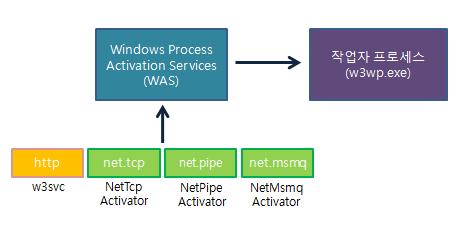 Windows Process
Activation Services
(WAS)
작업자 프로세스
(w3wp.exe)
http
net.tcp
net.pipe
net.msmq
w3svc
NetTcp
Activator
NetPipe
Activator
NetMsmq
Activator